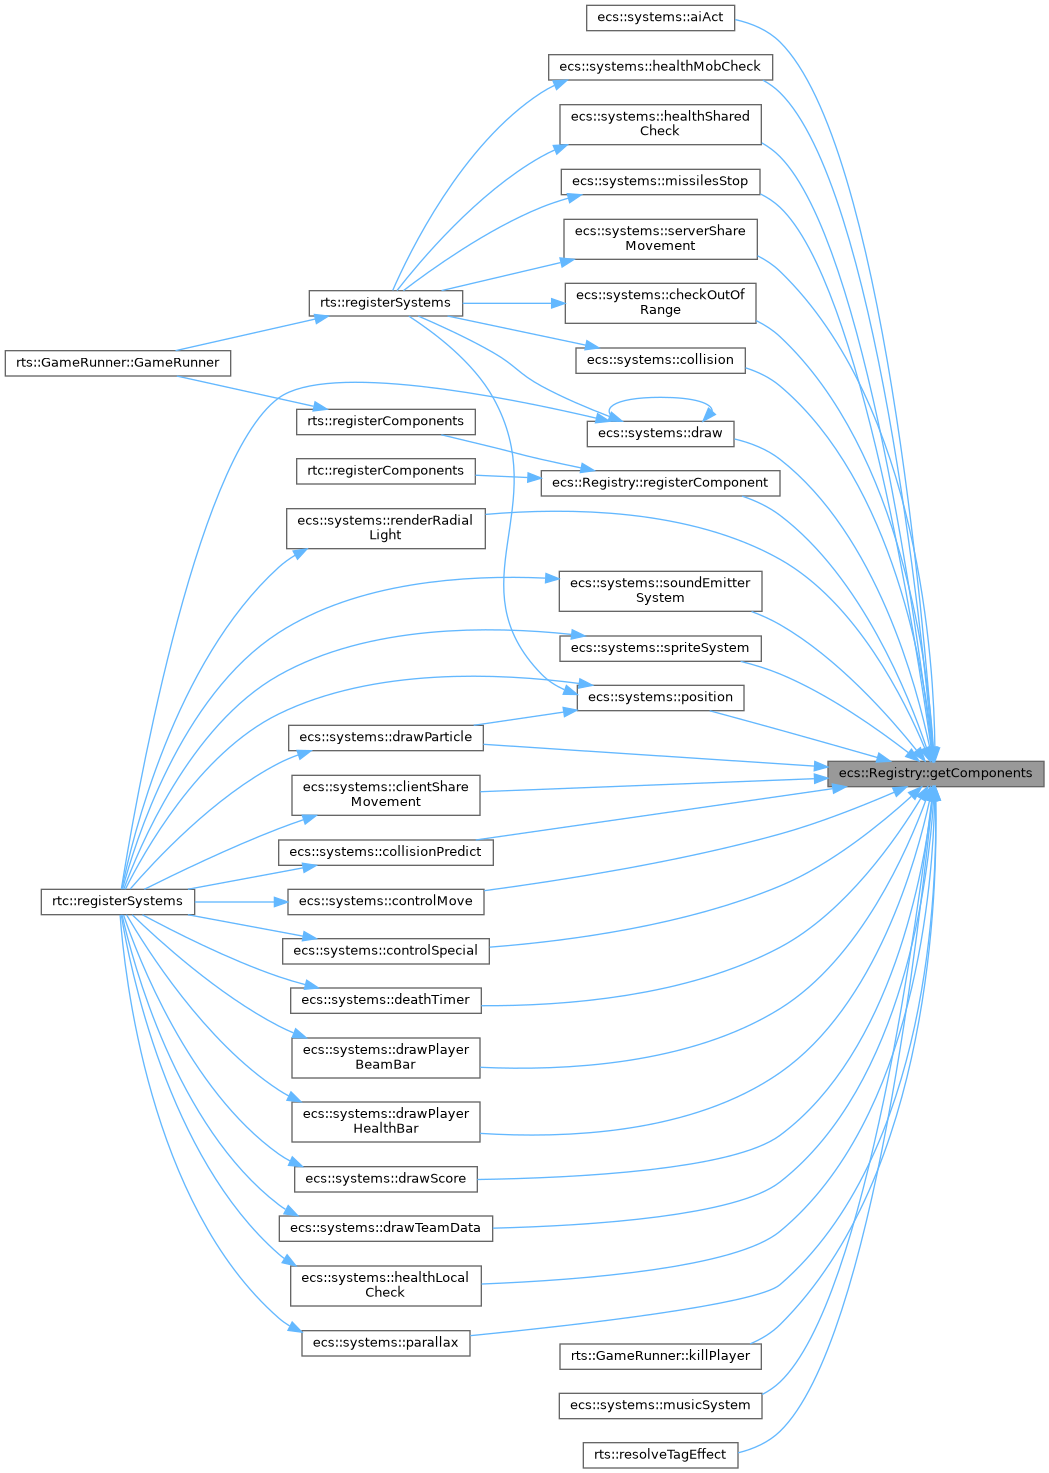 ecs::systems::aiAct
ecs::systems::healthMobCheck
ecs::systems::healthShared
Check
ecs::systems::missilesStop
ecs::systems::serverShare
Movement
ecs::systems::checkOutOf
Range
rts::registerSystems
ecs::systems::collision
rts::GameRunner::GameRunner
rts::registerComponents
ecs::systems::draw
rtc::registerComponents
ecs::Registry::registerComponent
ecs::systems::renderRadial
Light
ecs::systems::soundEmitter
System
ecs::systems::spriteSystem
ecs::systems::position
ecs::systems::drawParticle
ecs::Registry::getComponents
ecs::systems::clientShare
Movement
ecs::systems::collisionPredict
rtc::registerSystems
ecs::systems::controlMove
ecs::systems::controlSpecial
ecs::systems::deathTimer
ecs::systems::drawPlayer
BeamBar
ecs::systems::drawPlayer
HealthBar
ecs::systems::drawScore
ecs::systems::drawTeamData
ecs::systems::healthLocal
Check
ecs::systems::parallax
rts::GameRunner::killPlayer
ecs::systems::musicSystem
rts::resolveTagEffect